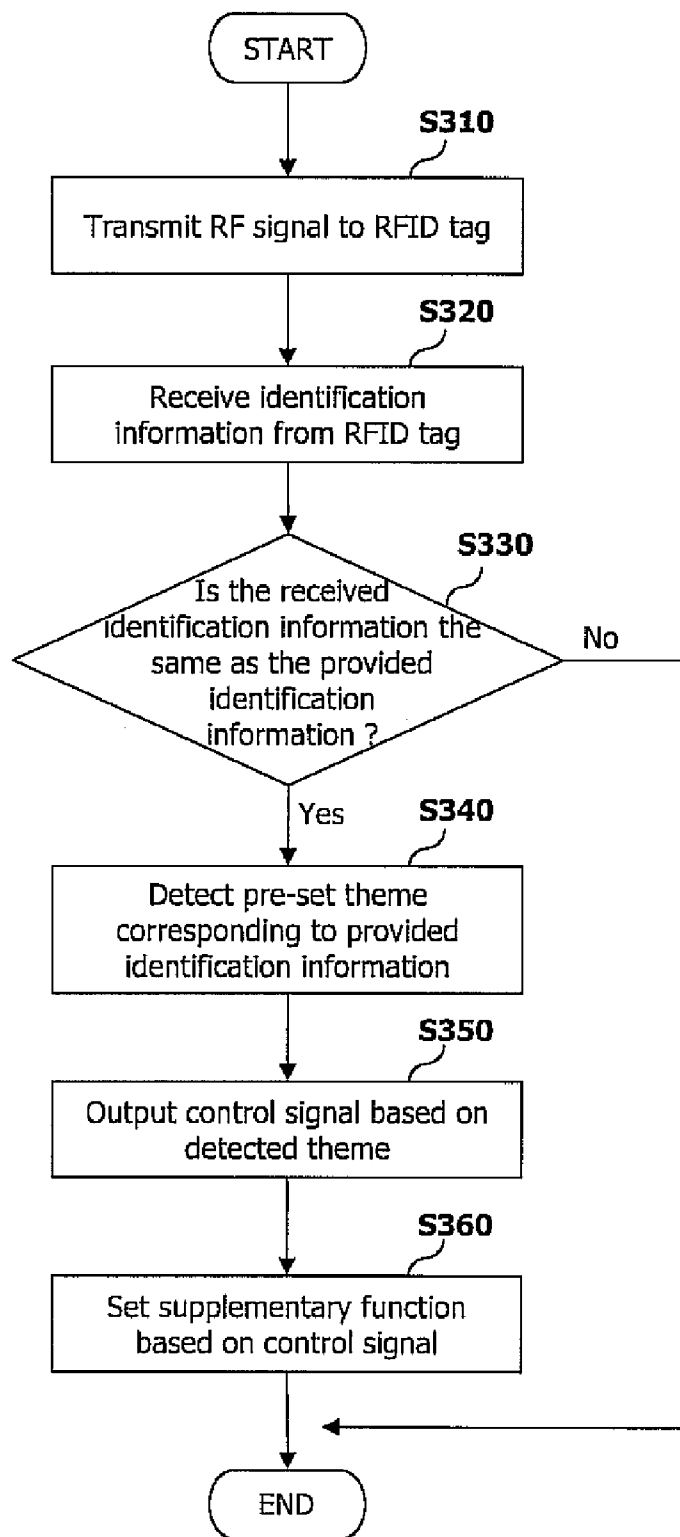 START
S310
Transmit RF signal to RFID tag
S320
Receive identification
information from RFID tag
S330
Is the received
identification information the
same as the provided
identification
information ?
No
Yes
S340
Detect pre-set theme
corresponding to provided
identification information
S350
Output control signal based on
detected theme
S360
Set supplementary function
based on control signal
END